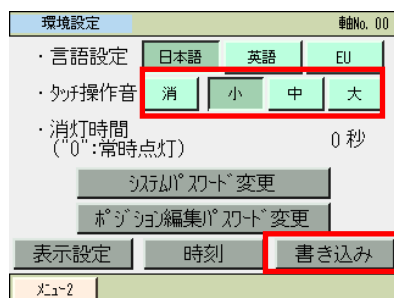 環境設定 軸No. 00
・言語設定 日本語 英語 EU
・ﾀｯﾁ操作音 消 小 中 大
・消灯時間 0 秒
("0":常時点灯)
ｼｽﾃﾑﾊﾟｽﾜｰﾄﾞ変更
ﾎﾟｼﾞｼｮﾝ編集ﾊﾟｽﾜｰﾄﾞ変更
表示設定 時刻 書き込み
ﾒﾆｭｰ2